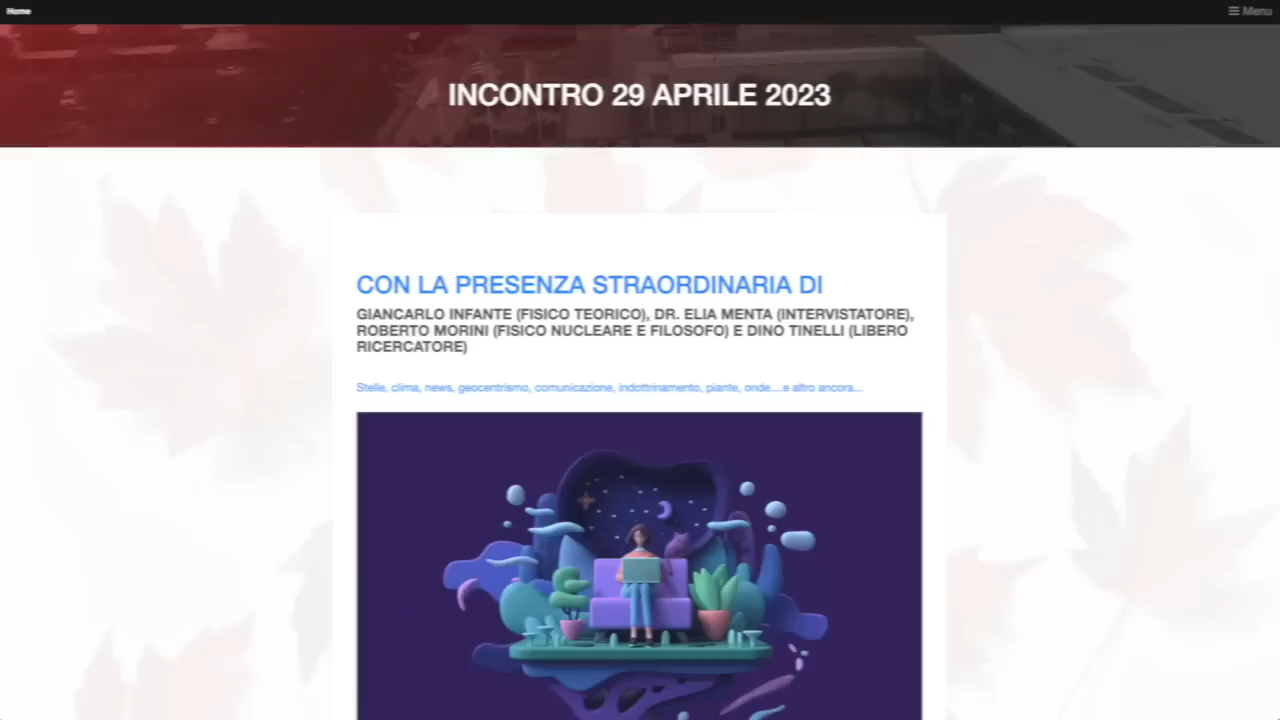 Home
Menu
INCONTRO 29 APRILE 2023
CON LA PRESENZA STRAORDINARIA DI
GIANCARLO INFANTE (FISICO TEORICO), DR. ELIA MENTA (INTERVISTATORE),
ROBERTO MORINI (FISICO NUCLEARE E FILOSOFO) E DINO TINELLI (LIBERO
RICERCATORE)
Stelle, clima, news, geocentrismo, comunicazione, indottrinamento, piante, onde....e altro ancora...